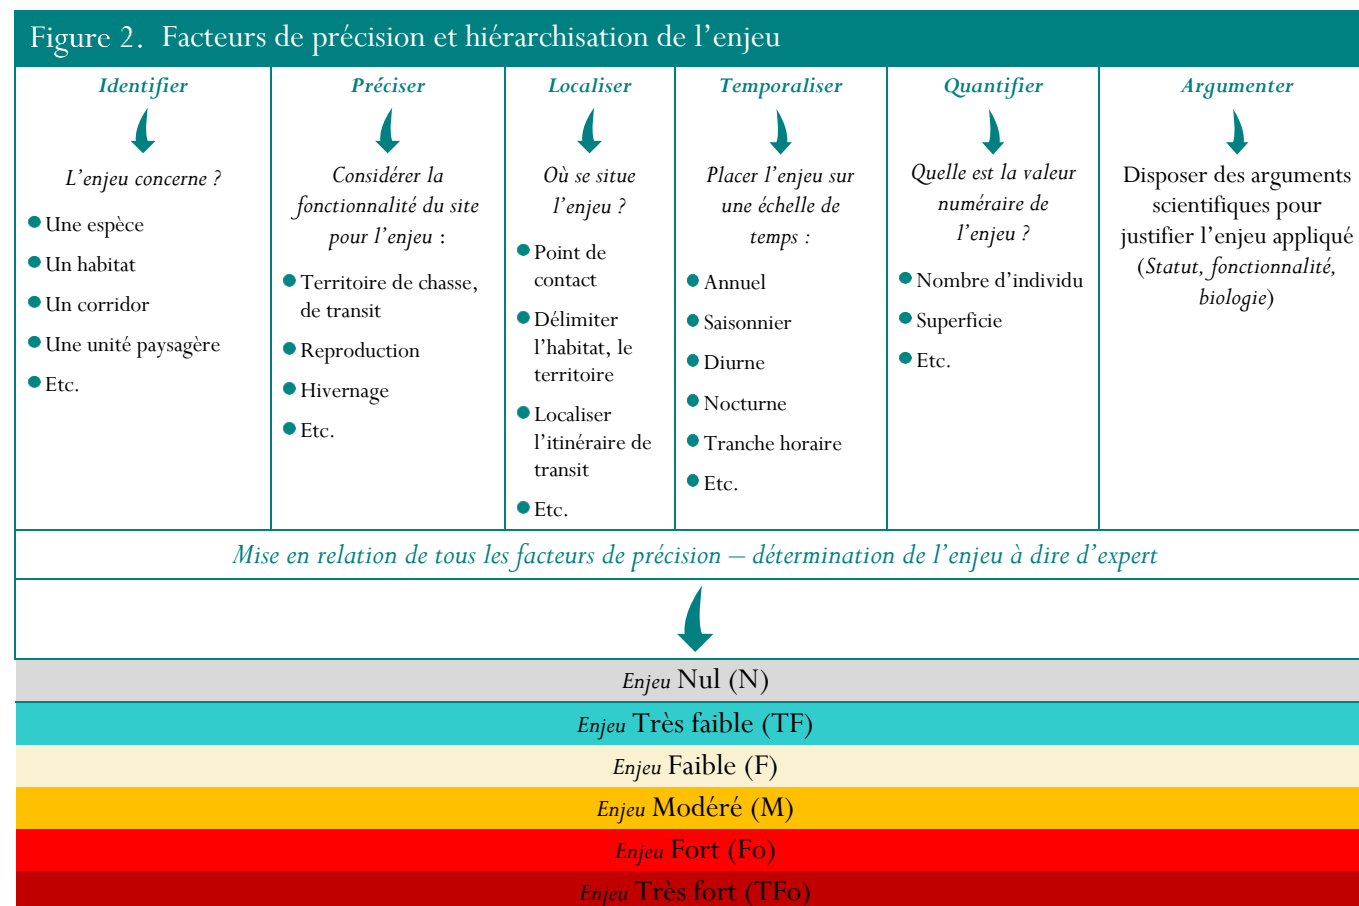 Figure 2. Facteurs de précision et hiérarchisation de l'enjeu
Identifier
L'enjeu concerne ?
Une espèce
Un habitat
Un corridor
Une unité paysagère
Etc.
Préciser
Considérer la
fonctionnalité du site
pour l'enjeu :
Territoire de chasse,
de transit
Reproduction
Hivernage
Etc.
Localiser
Où se situe
l'enjeu ?
Point de
contact
Délimiter
l'habitat, le
territoire
Localiser
l'itinéraire de
transit
Etc.
Temporaliser
Placer l'enjeu sur
une échelle de
temps :
Annuel
Saisonnier
Diurne
Nocturne
Tranche horaire
Etc.
Quantifier
Quelle est la valeur
numéraire de
l'enjeu ?
Nombre d'individu
Superficie
Etc.
Argumenter
Disposer des arguments
scientifiques pour
justifier l'enjeu appliqué
(Statut, fonctionnalité,
biologie)
Mise en relation de tous les facteurs de précision – détermination de l'enjeu à dire d'expert
Enjeu Nul (N)
Enjeu Très faible (TF)
Enjeu Faible (F)
Enjeu Modéré (M)
Enjeu Fort (Fo)
Enjeu Très fort (TFo)